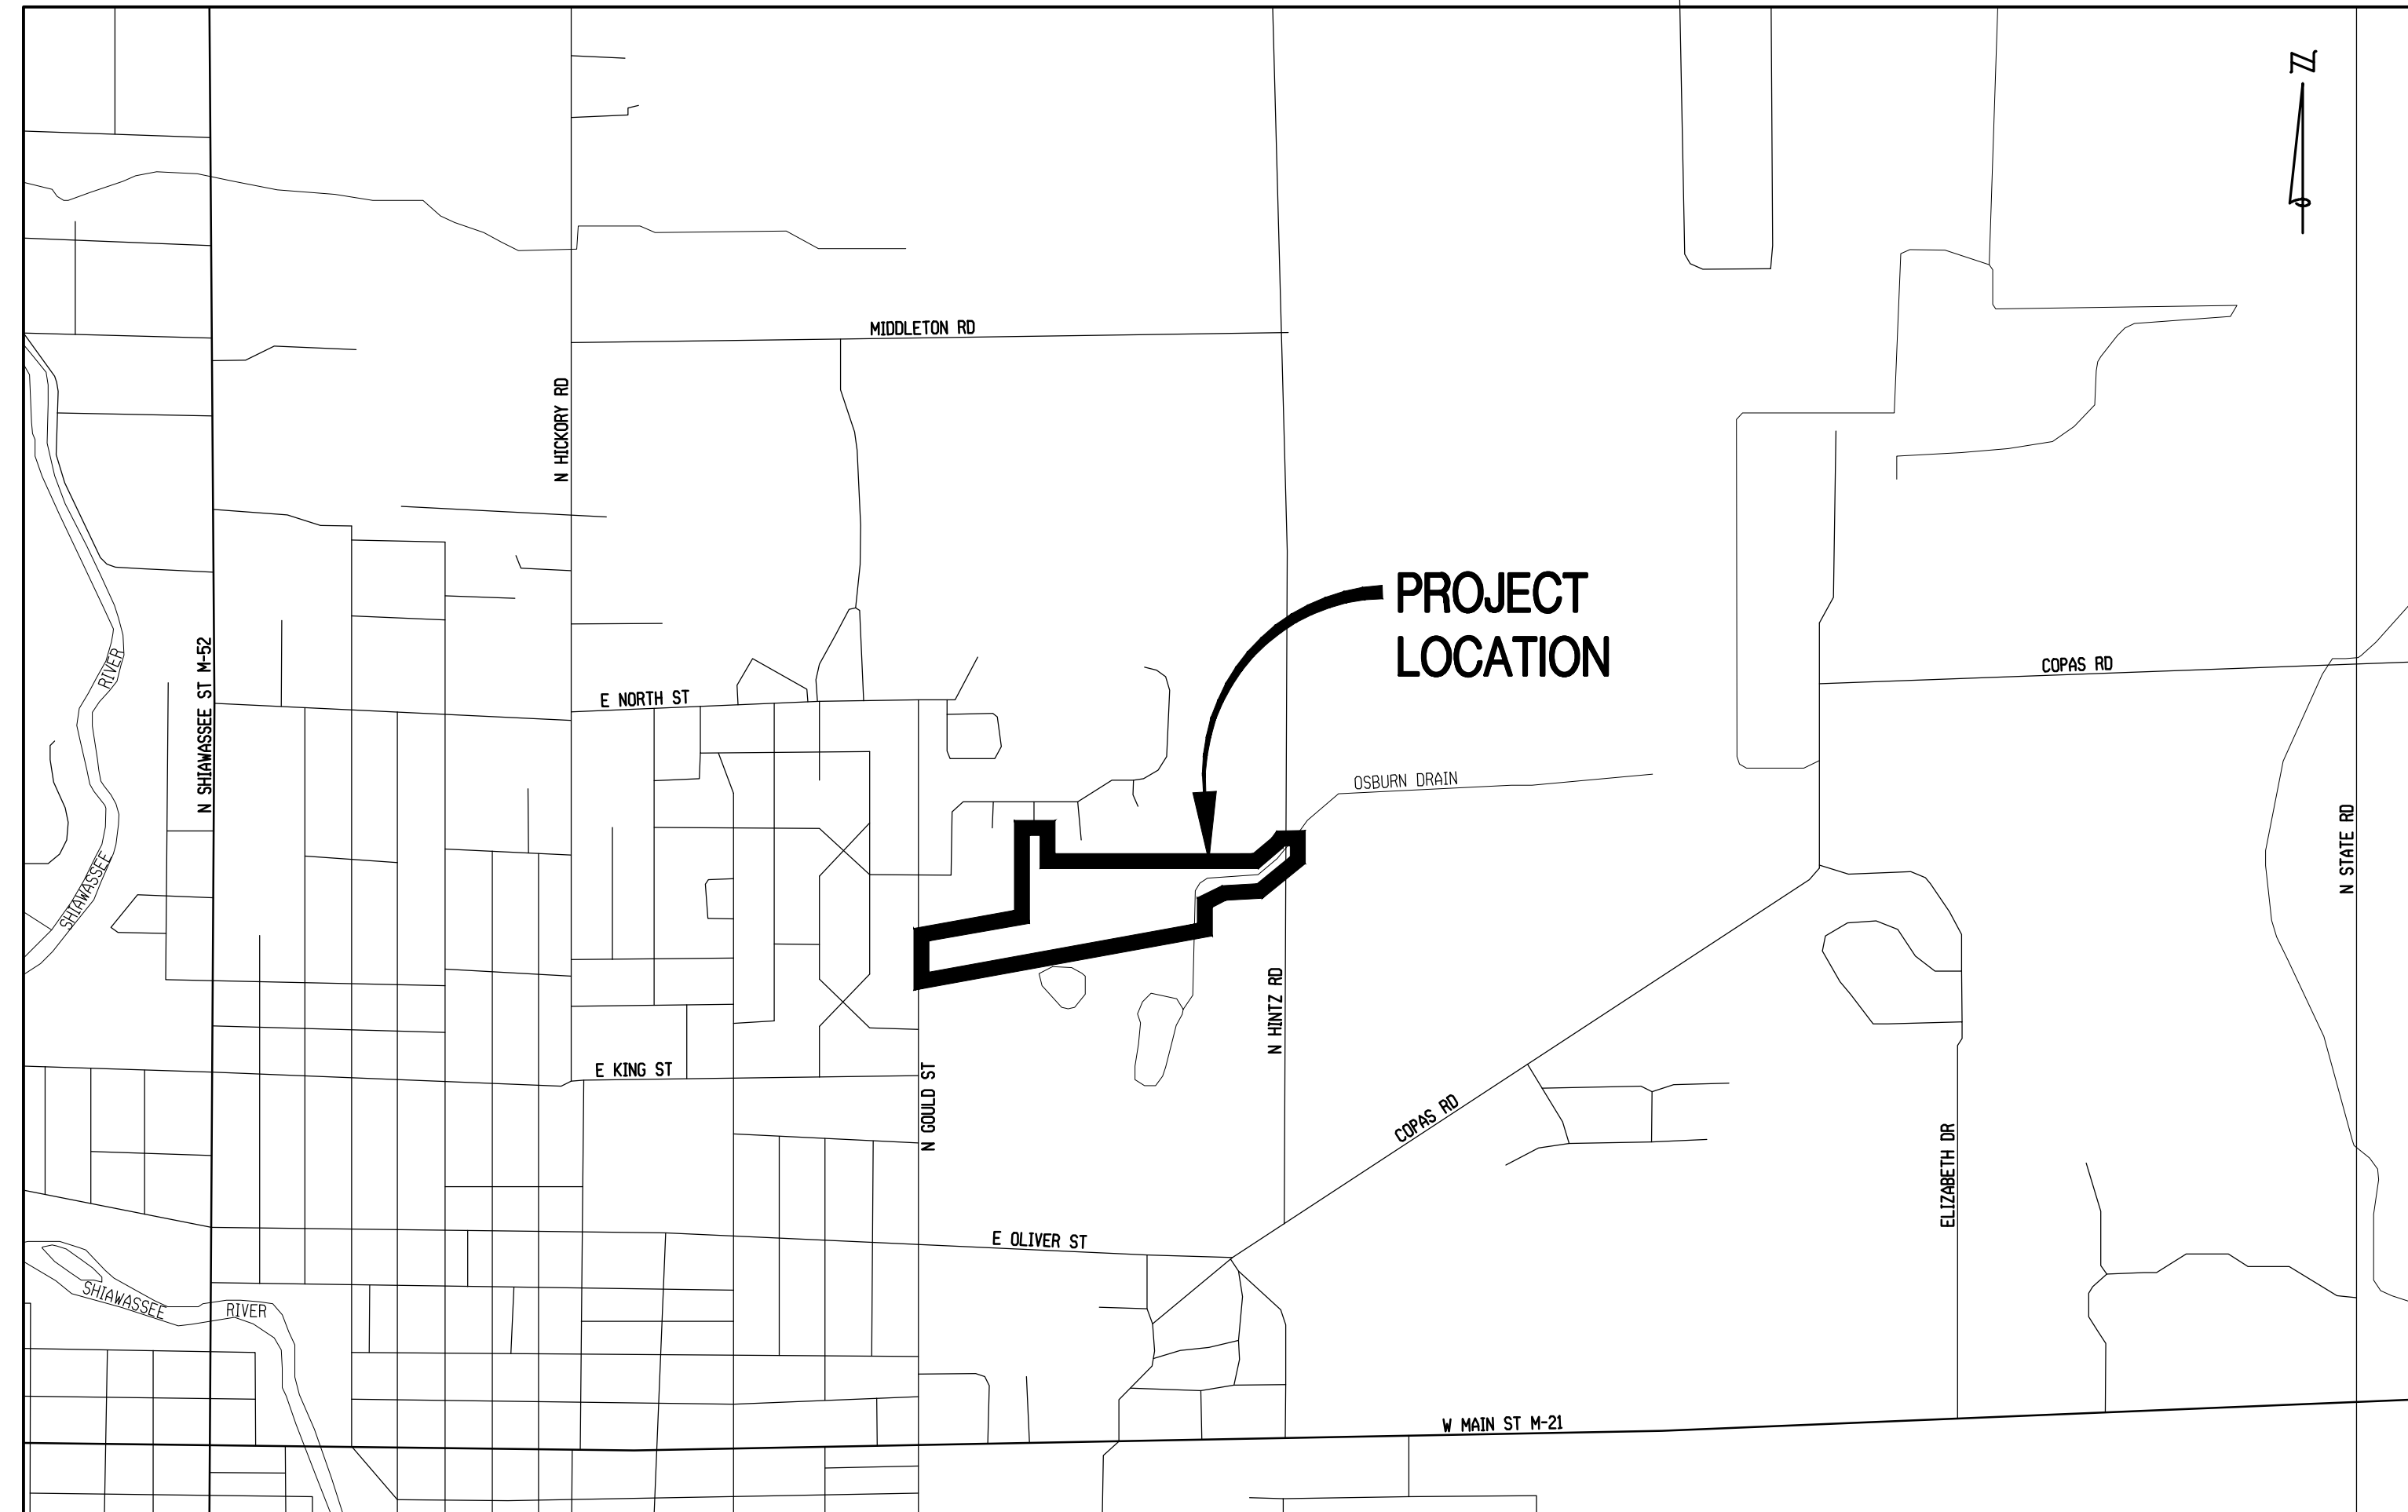 N
MIDDLETON RD
N HICKORY RD
PROJECT
LOCATION
RIVER
N SHIAWASSEE ST M-52
E NORTH ST
COPAS RD
OSBURN DRAIN
N STATE RD
SHIAWASSEE
N HINTZ RD
E KING ST
N GOULD ST
COPAS RD
ELIZABETH DR
E OLIVER ST
SHIAWASSEE
RIVER
W MAIN ST M-21